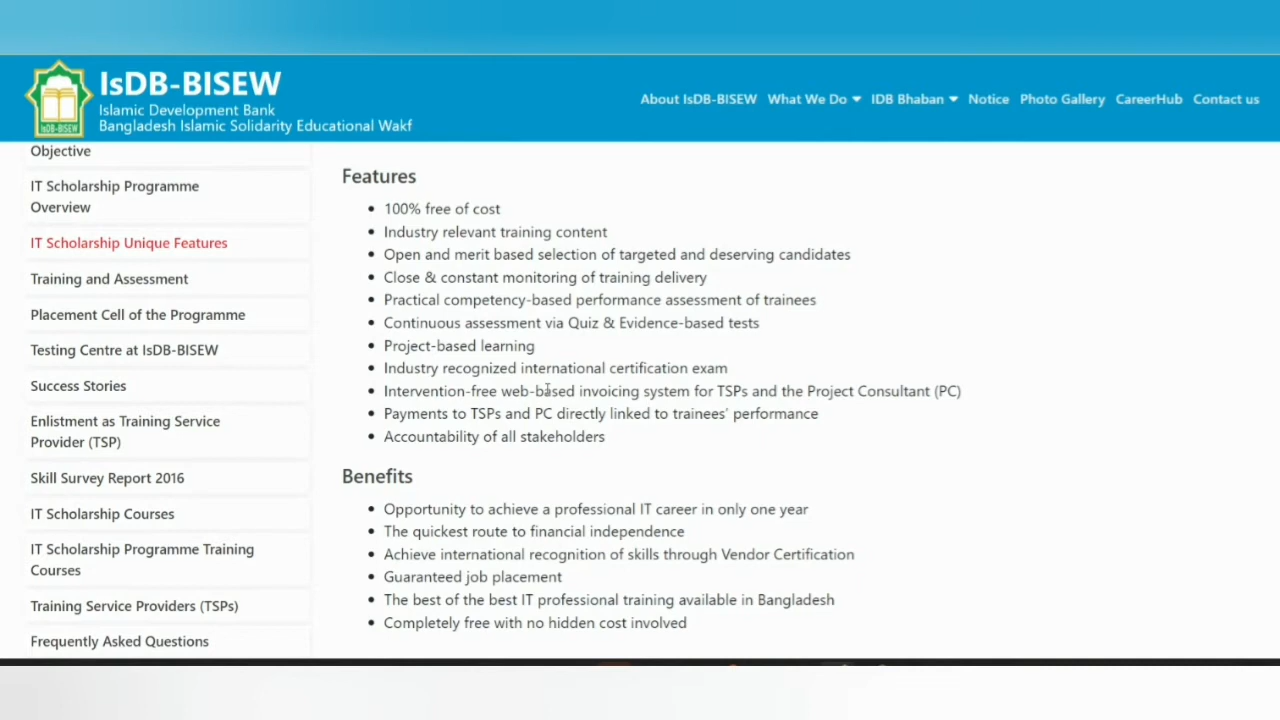 IsDB-BISEW
Islamic Development Bank
Bangladesh Islamic Solidarity Educational Wakf
IsDB-BISEW
About IsDB-BISEW What We Do IDB Bhaban Notice Photo Gallery CareerHub Contact us
Objective
IT Scholarship Programme
Overview
IT Scholarship Unique Features
Training and Assessment
Placement Cell of the Programme
Testing Centre at IsDB-BISEW
Success Stories
Enlistment as Training Service
Provider (TSP)
Skill Survey Report 2016
IT Scholarship Courses
IT Scholarship Programme Training
Courses
Training Service Providers (TSPs)
Frequently Asked Questions
Features
• 100% free of cost
• Industry relevant training content
• Open and merit based selection of targeted and deserving candidates
• Close & constant monitoring of training delivery
• Practical competency-based performance assessment of trainees
• Continuous assessment via Quiz & Evidence-based tests
• Project-based learning
• Industry recognized international certification exam
• Intervention-free web-based invoicing system for TSPs and the Project Consultant (PC)
• Payments to TSPs and PC directly linked to trainees' performance
• Accountability of all stakeholders
Benefits
• Opportunity to achieve a professional IT career in only one year
• The quickest route to financial independence
• Achieve international recognition of skills through Vendor Certification
• Guaranteed job placement
• The best of the best IT professional training available in Bangladesh
• Completely free with no hidden cost involved